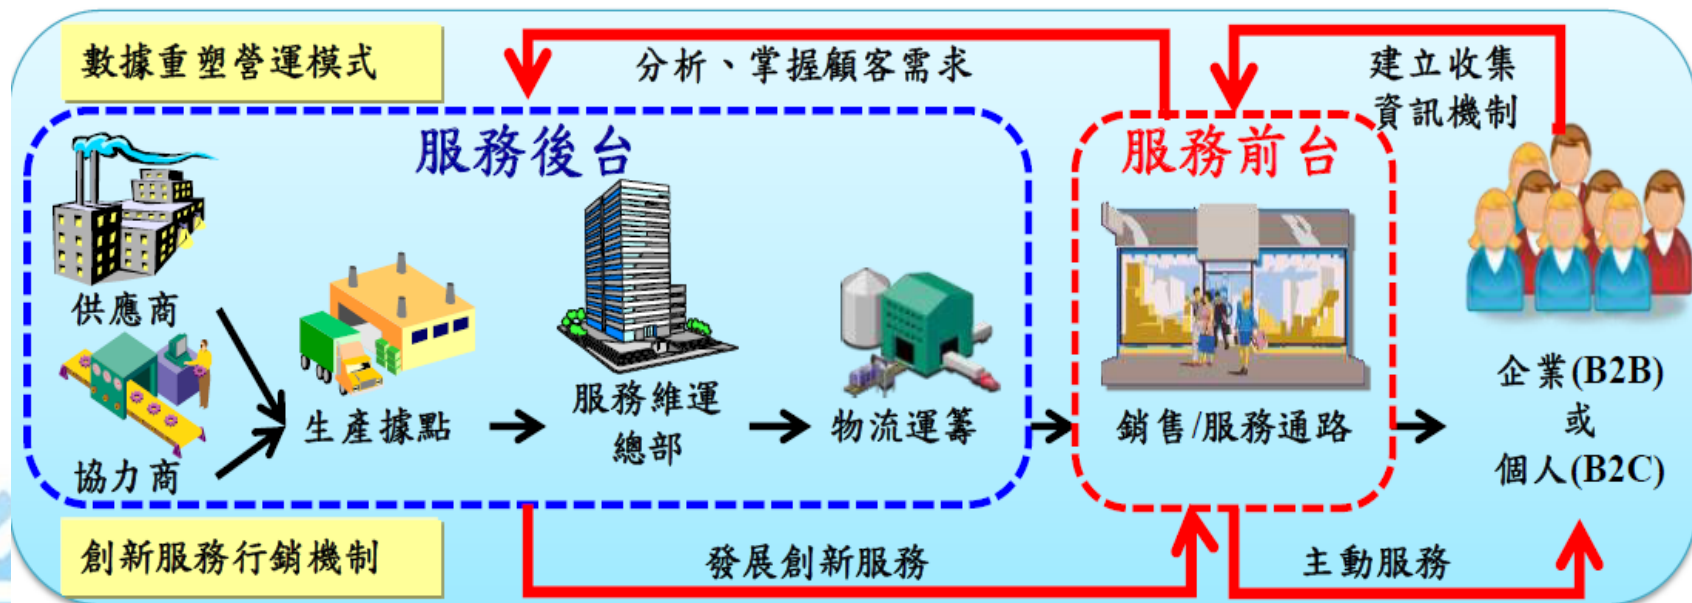 數據重塑營運模式
分析、掌握顧客需求
建立收集
資訊機制
服務後台
服務前台
供應商
協力商
生產據點
服務維運
總部
物流運籌
銷售/服務通路
企業(B2B)
或
個人(B2C)
創新服務行銷機制
發展創新服務
主動服務